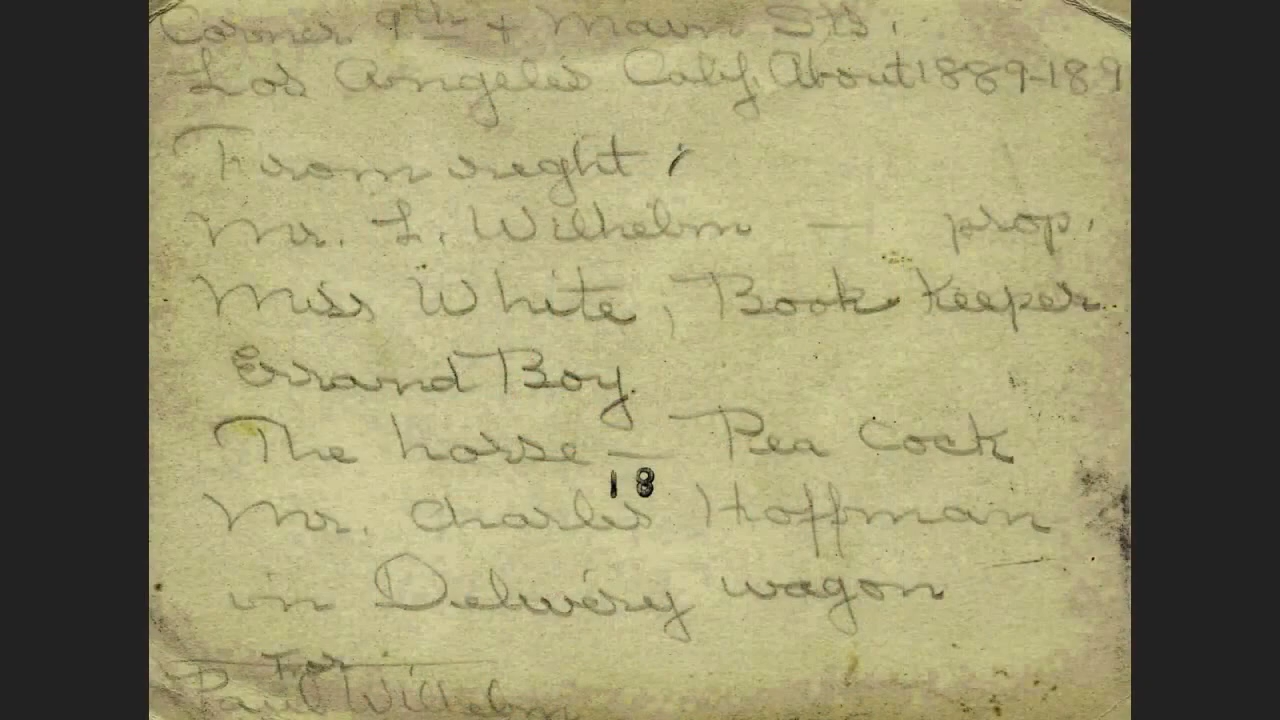 Corner 9th + Main Sts.
Los Angeles Calif. About 1889-189
From right:
Mr. L. Wilhelm — prop.
Miss White, Book Keeper
Errand Boy
The horse — Pea Cock
18
Mr. Charles Hoffman
in Delivery wagon
For
Paul Wilhelm